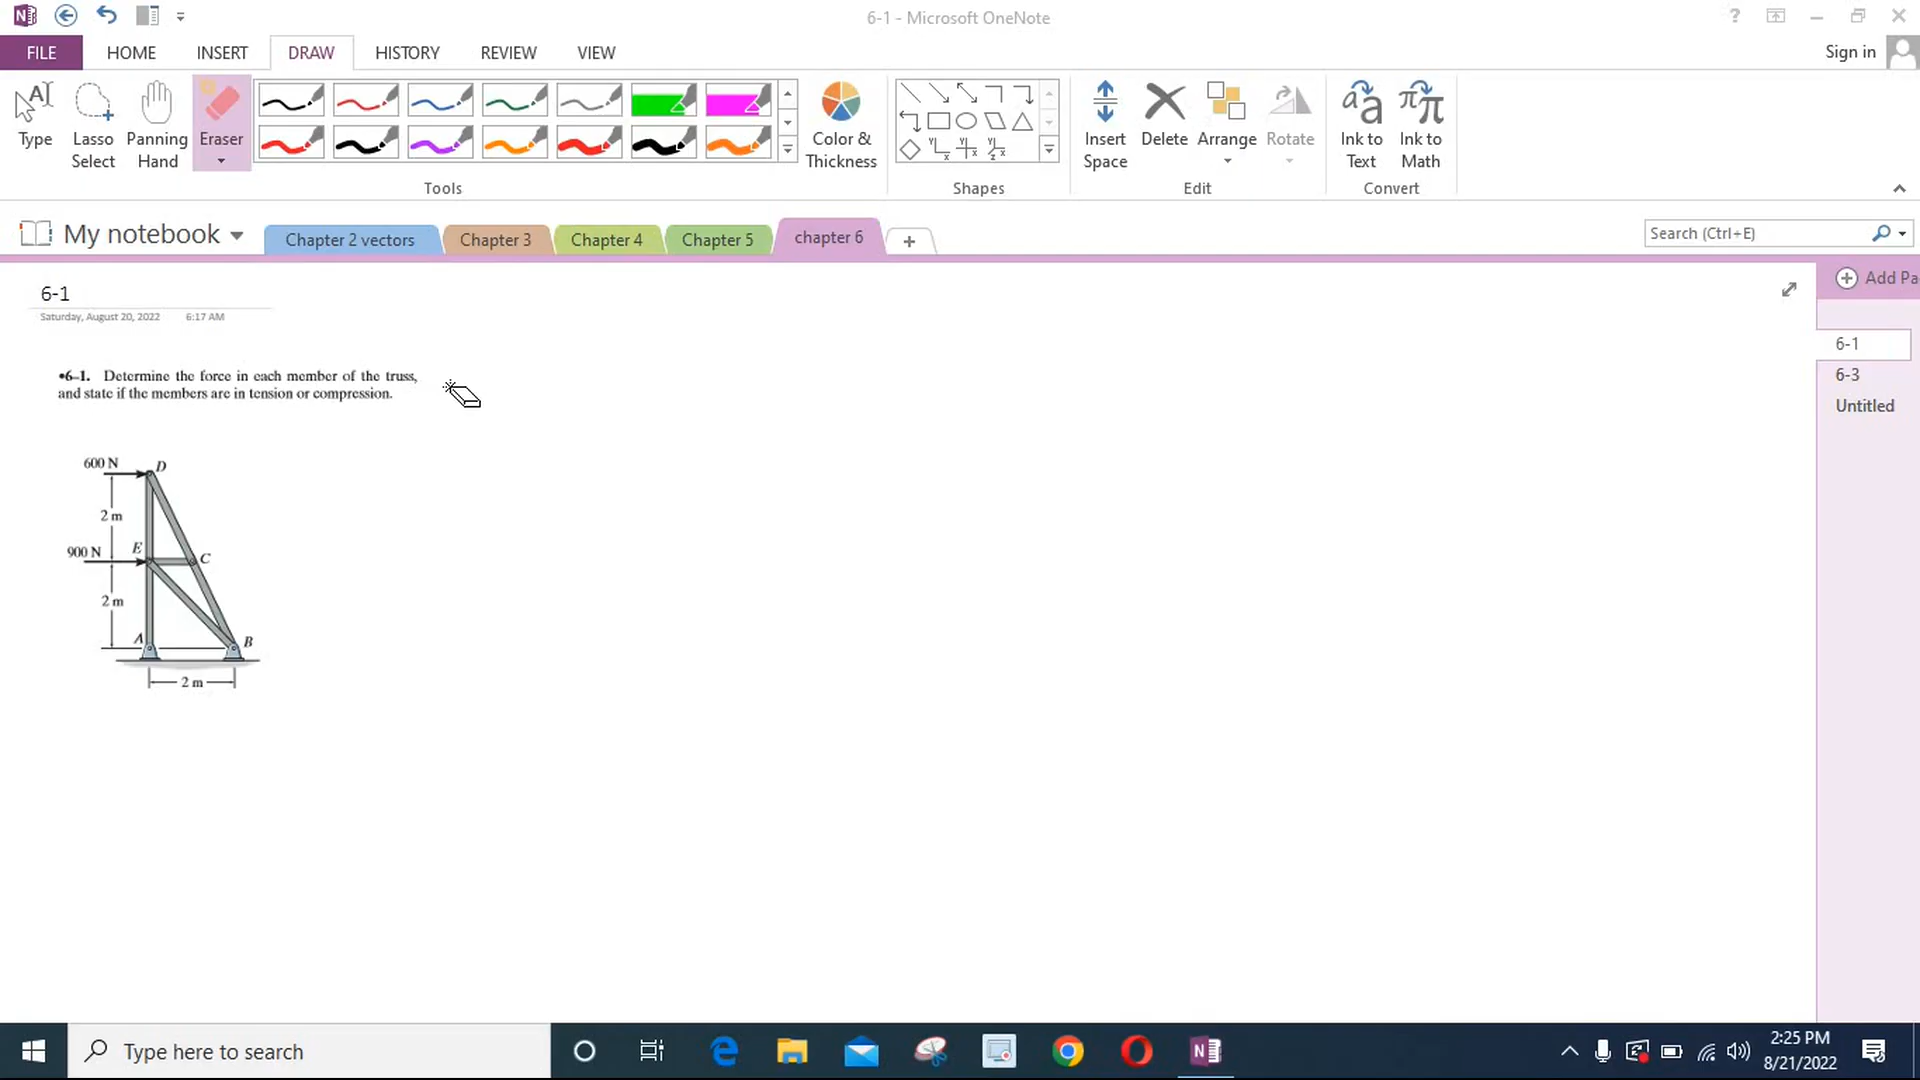 6-1 - Microsoft OneNote
?
FILE HOME INSERT DRAW HISTORY REVIEW VIEW
Sign in
Type
Lasso Select
Panning Hand
Eraser
Color & Thickness
Insert Space
Delete
Arrange
Rotate
Ink to Text
Ink to Math
Tools
Shapes
Edit
Convert
My notebook
Chapter 2 vectors
Chapter 3
Chapter 4
Chapter 5
chapter 6
Search (Ctrl+E)
Add Pa
6-1
6-3
Untitled
6-1
Saturday, August 20, 2022 6:17 AM
•6–1. Determine the force in each member of the truss,
and state if the members are in tension or compression.
600 N
D
2 m
900 N
E
C
2 m
A
B
2 m
Type here to search
2:25 PM
8/21/2022